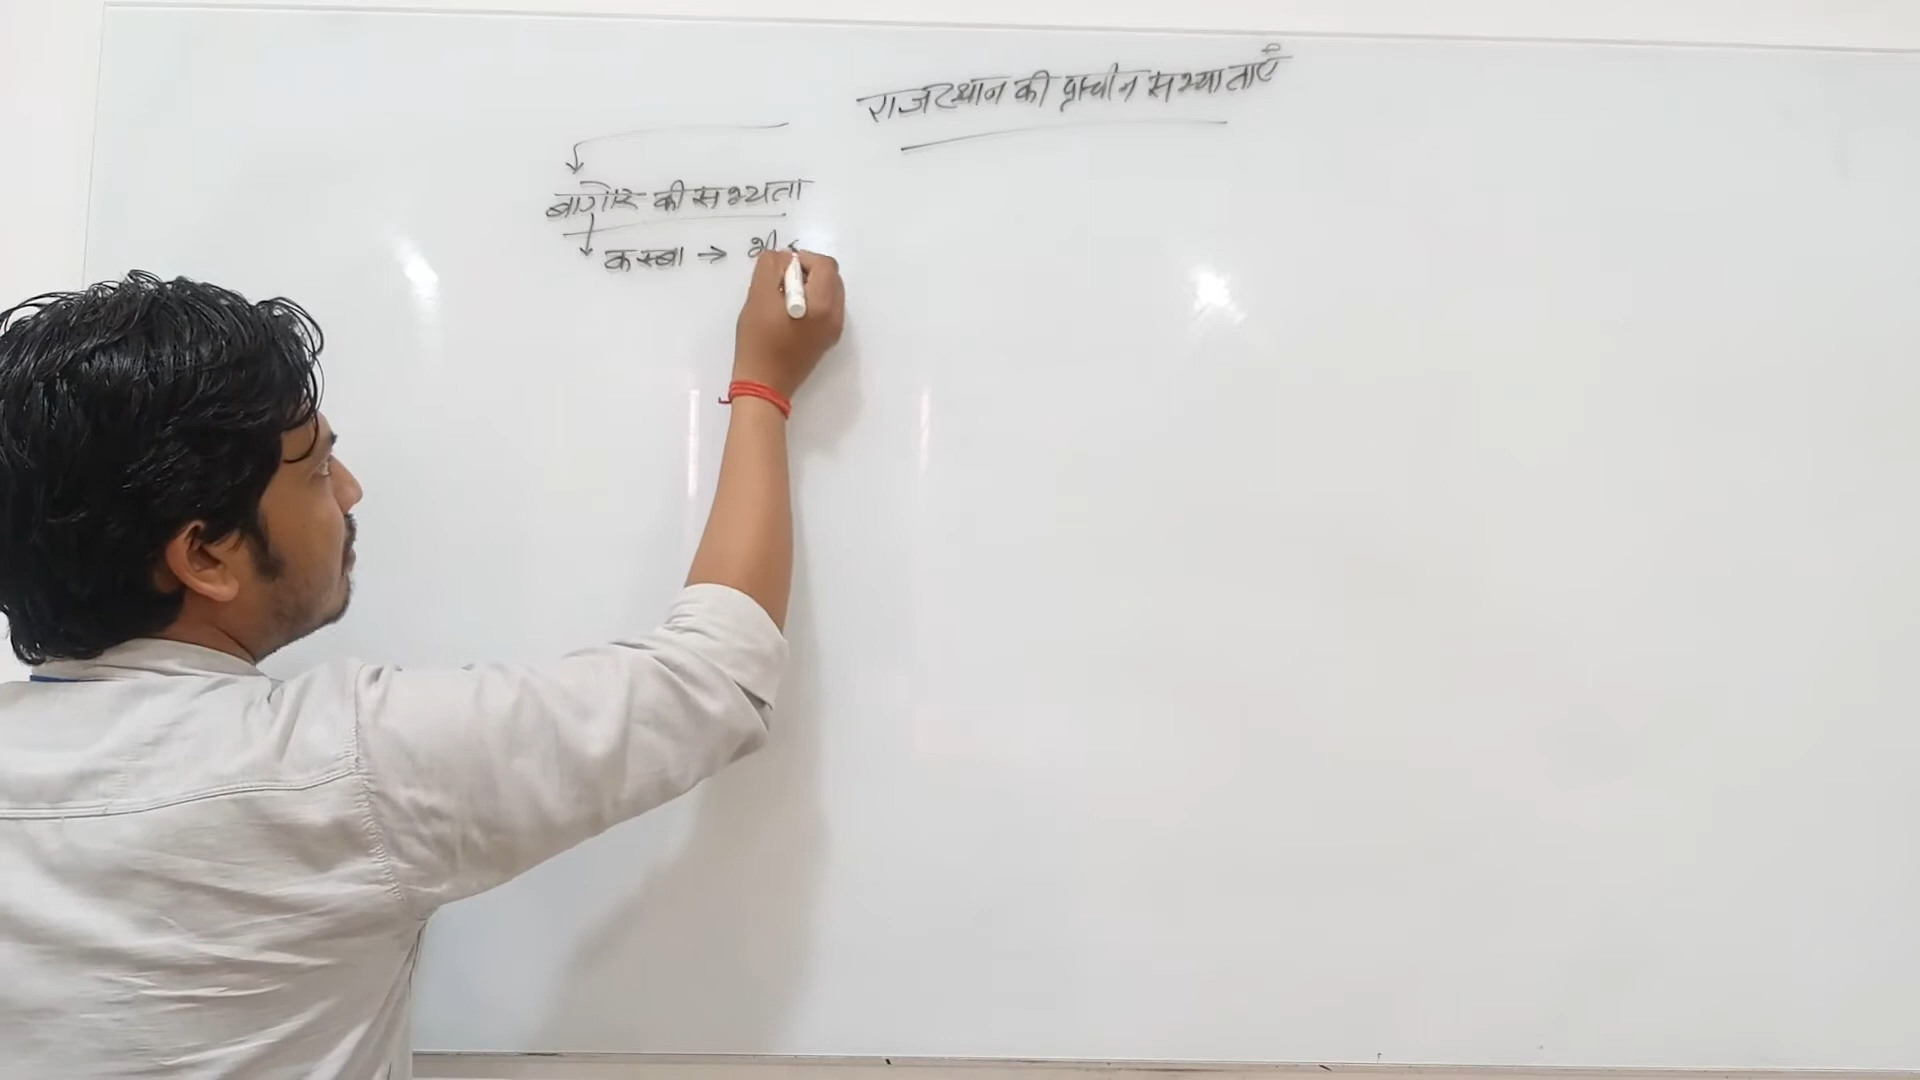 राजस्थान की प्राचीन सभ्यताएँ
बागोर की सभ्यता
कस्बा → भी